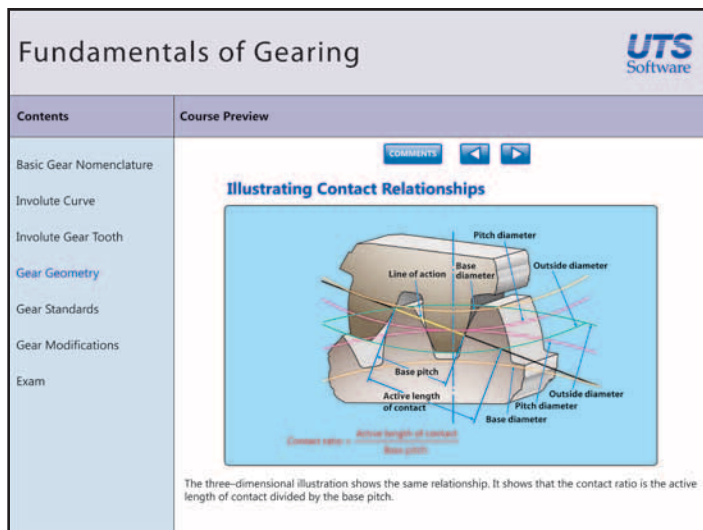 Fundamentals of Gearing
UTS
Software
Contents
Course Preview
Basic Gear Nomenclature
Involute Curve
Involute Gear Tooth
Gear Geometry
Gear Standards
Gear Modifications
Exam
COMMENTS
Illustrating Contact Relationships
Pitch diameter
Line of action
Base
diameter
Outside diameter
Base pitch
Active length
of contact
Outside diameter
Pitch diameter
Base diameter
Contact ratio = Active length of contact
Base pitch
The three–dimensional illustration shows the same relationship. It shows that the contact ratio is the active
length of contact divided by the base pitch.